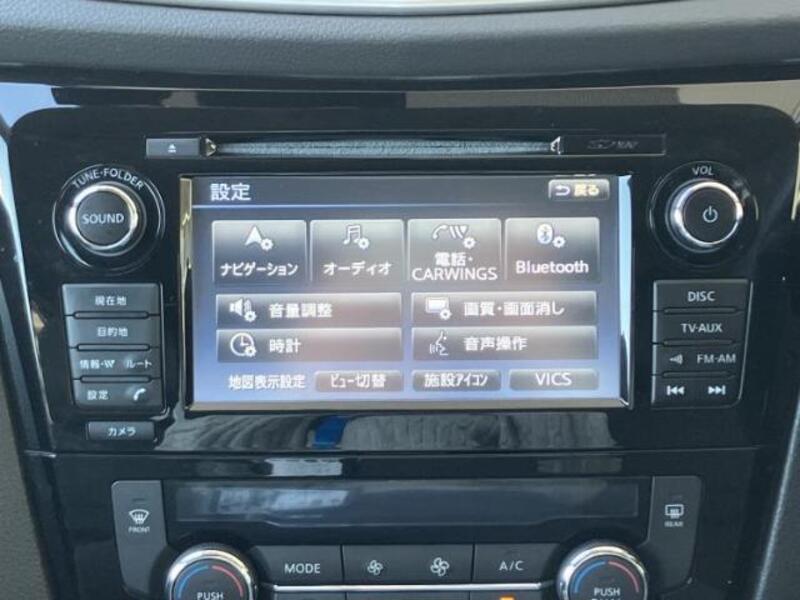 TUNE·FOLDER
SOUND
VOL
設定
戻る
ナビゲーション
オーディオ
電話・
CARWINGS
Bluetooth
音量調整
画質・画面消し
時計
音声操作
地図表示設定
ビュー切替
施設アイコン
VICS
現在地
目的地
情報・W ルート
設定
カメラ
DISC
TV·AUX
FM·AM
FRONT
MODE
A/C
REAR
PUSH
PUSH